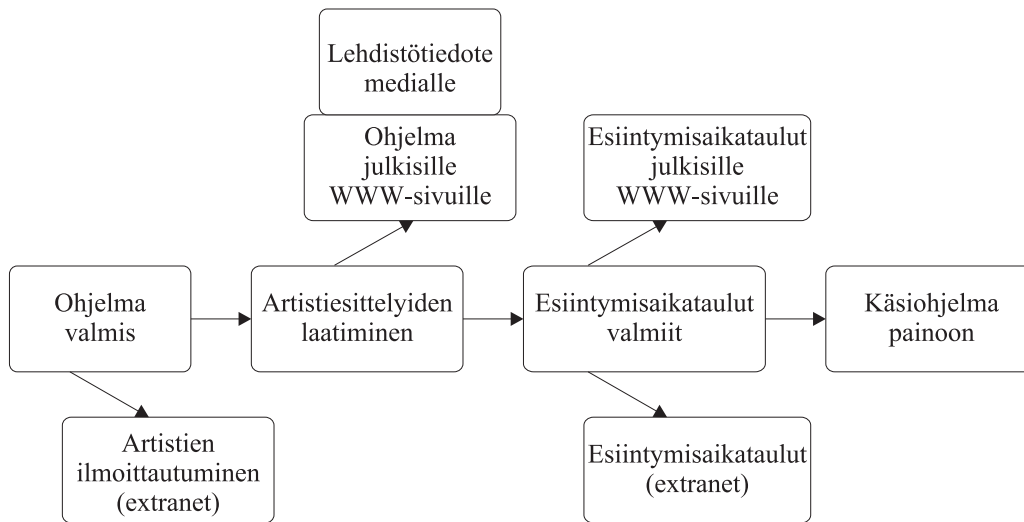 Lehdistötiedote
medialle
Ohjelma
julkisille
WWW-sivuille
Esiintymisaikataulut
julkisille
WWW-sivuille
Ohjelma
valmis
Artistiesittelyiden
laatiminen
Esiintymisaikataulut
valmiit
Käsiohjelma
painoon
Artistien
ilmoittautuminen
(extranet)
Esiintymisaikataulut
(extranet)